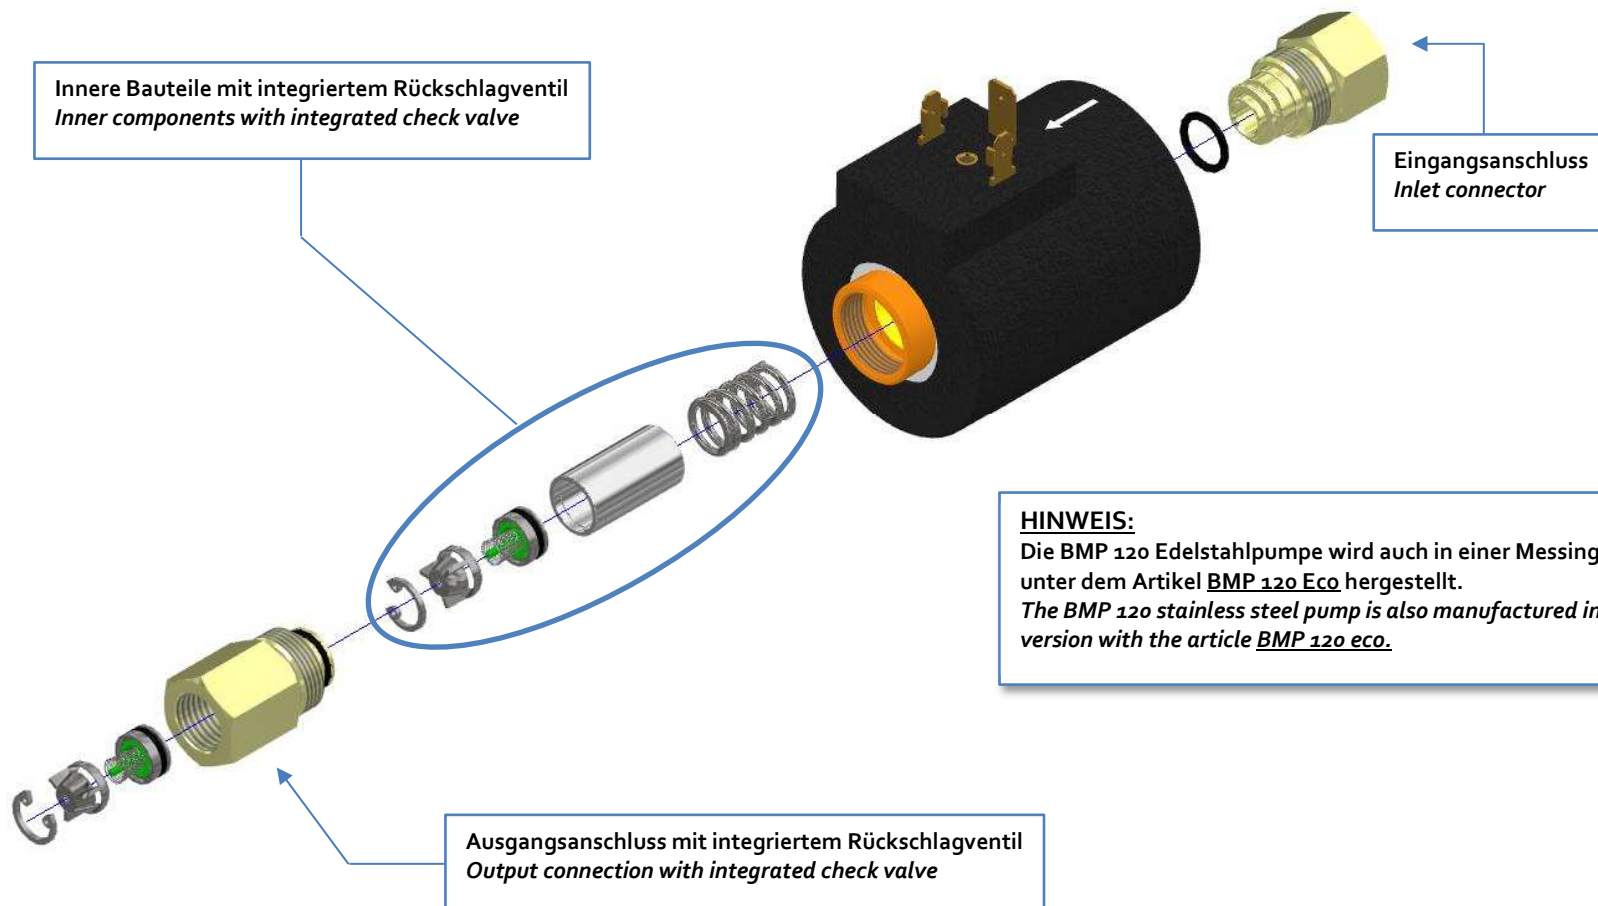 Innere Bauteile mit integriertem Rückschlagventil
Inner components with integrated check valve
Eingangsanschluss
Inlet connector
HINWEIS:
Die BMP 120 Edelstahlpumpe wird auch in einer Messing
unter dem Artikel BMP 120 Eco hergestellt.
The BMP 120 stainless steel pump is also manufactured in
version with the article BMP 120 eco.
Ausgangsanschluss mit integriertem Rückschlagventil
Output connection with integrated check valve